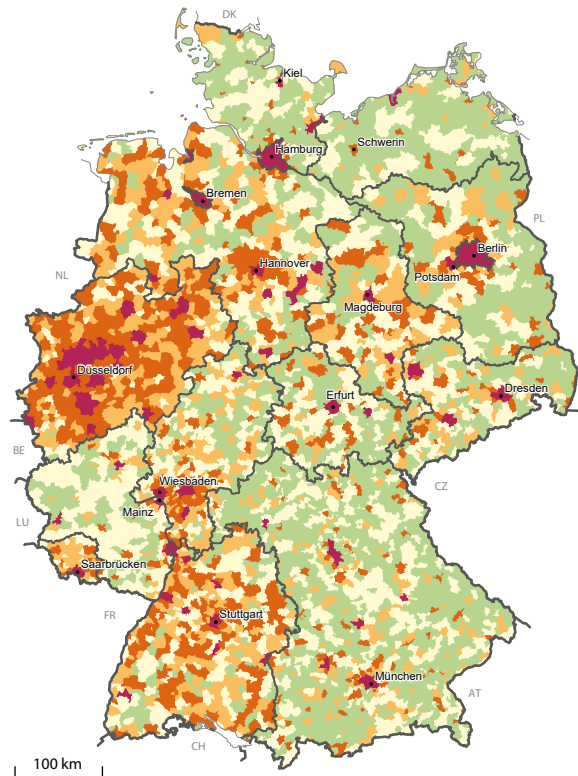 DK
Kiel
Schwerin
Hamburg
Bremen
PL
Berlin
Hannover
NL
Potsdam
Magdeburg
Düsseldorf
Dresden
Erfurt
BE
Wiesbaden
CZ
Mainz
LU
Saarbrücken
FR
Stuttgart
München
AT
CH
100 km